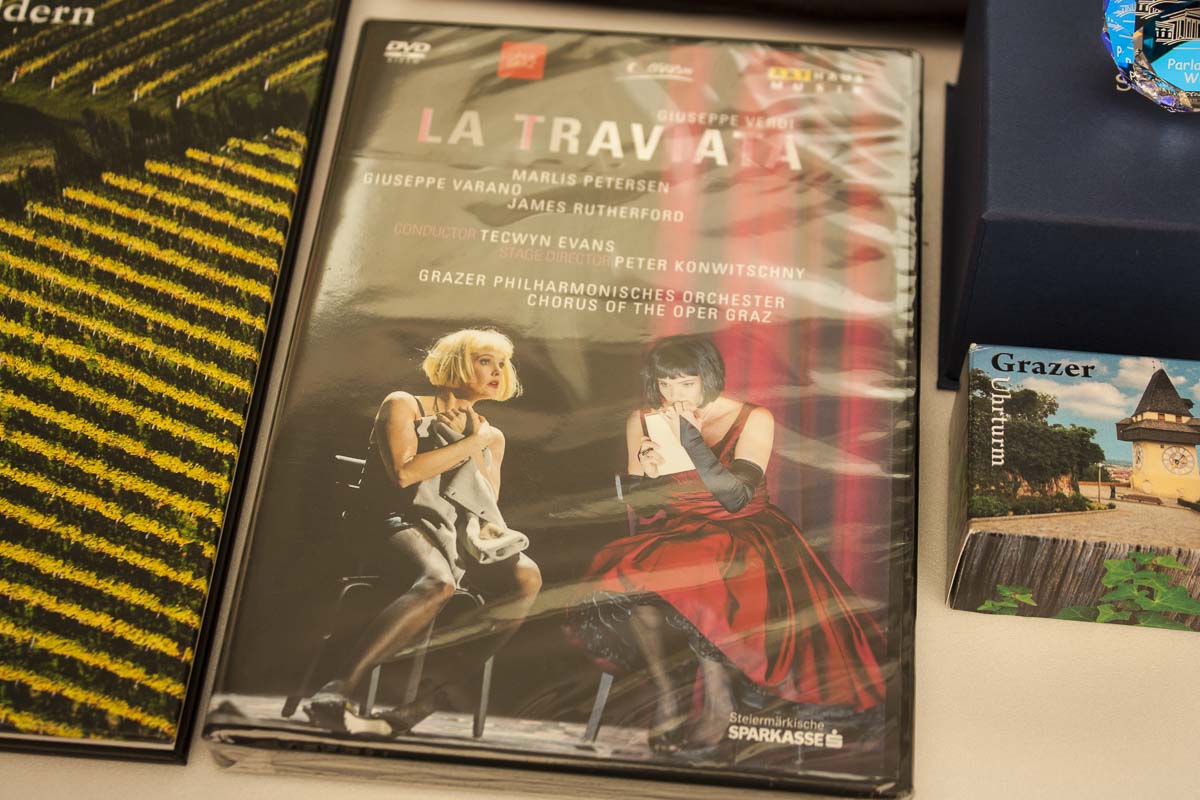 dern
DVD
VIDEO
ARTHAUS
MUSIK
GIUSEPPE VERDI
LA TRAVIATA
MARLIS PETERSEN
GIUSEPPE VARANO
JAMES RUTHERFORD
CONDUCTOR TECWYN EVANS
STAGE DIRECTOR PETER KONWITSCHNY
GRAZER PHILHARMONISCHES ORCHESTER
CHORUS OF THE OPER GRAZ
Steiermärkische
SPARKASSE
Grazer
Uhrturm